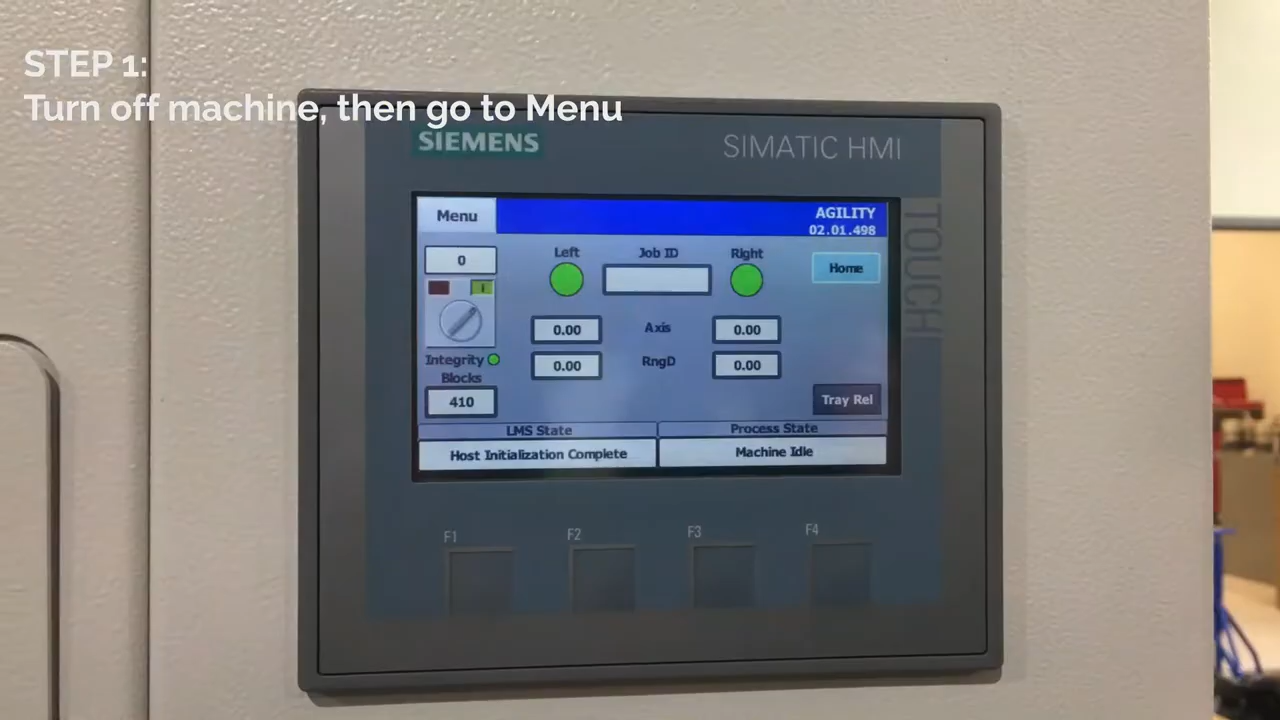 STEP 1:
Turn off machine, then go to Menu
SIEMENS
SIMATIC HMI
TOUCH
Menu
AGILITY
02.01.498
0
Left
Job ID
Right
Home
I
0.00
Axis
0.00
Integrity
Blocks
0.00
RngD
0.00
410
Tray Rel
LMS State
Process State
Host Initialization Complete
Machine Idle
F1
F2
F3
F4